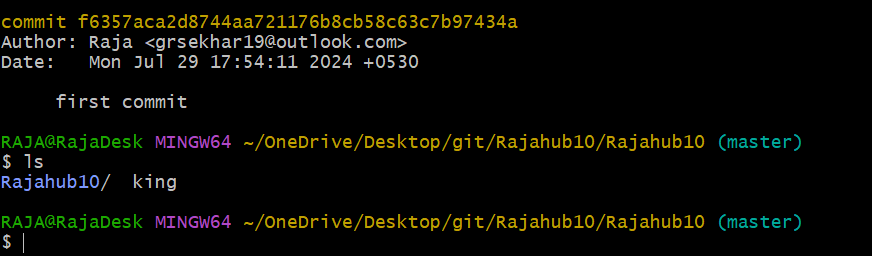 commit f6357aca2d8744aa721176b8cb58c63c7b97434a
Author: Raja <grsekhar19@outlook.com>
Date:   Mon Jul 29 17:54:11 2024 +0530
first commit
RAJA@RajaDesk MINGW64 ~/OneDrive/Desktop/git/Rajahub10/Rajahub10 (master)
$ ls
Rajahub10/  king
RAJA@RajaDesk MINGW64 ~/OneDrive/Desktop/git/Rajahub10/Rajahub10 (master)
$